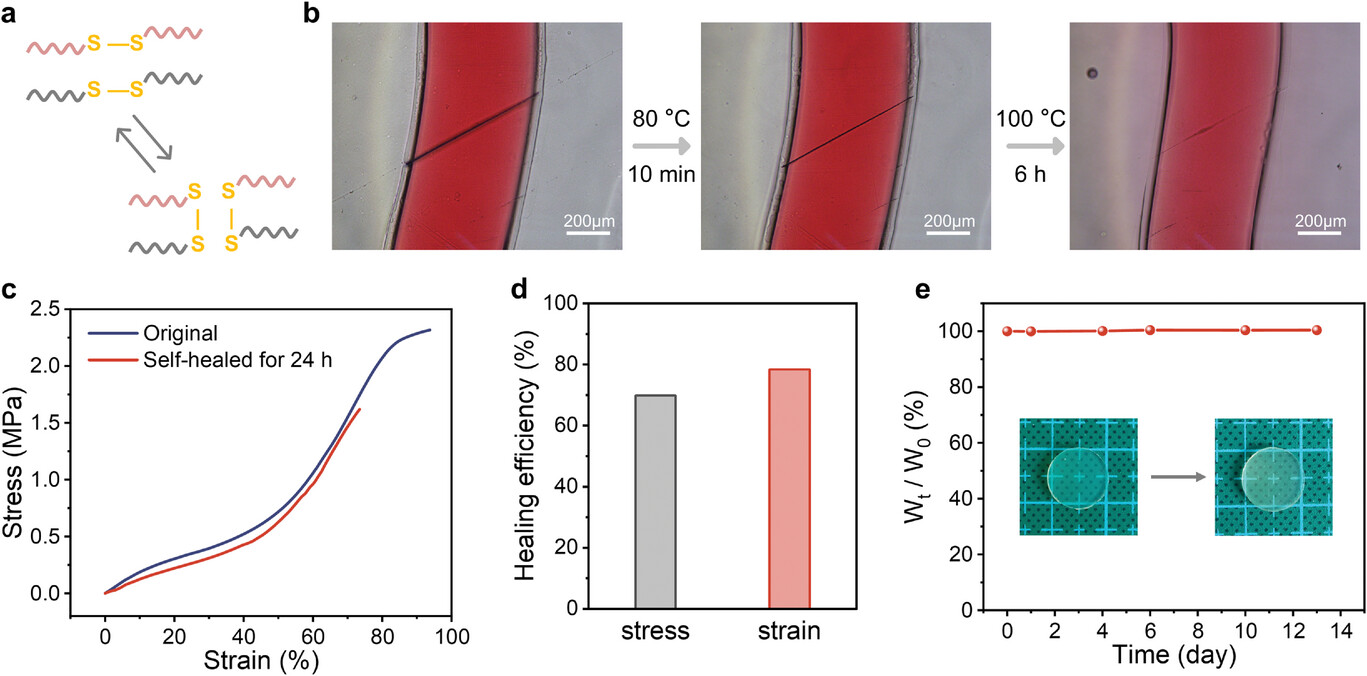 a
S — S
S — S
S S
S S
b
200μm
80 °C
10 min
200μm
100 °C
6 h
200μm
c
Stress (MPa)
2.5
2.0
1.5
1.0
0.5
0.0
Original
Self-healed for 24 h
0 20 40 60 80 100
Strain (%)
d
Healing efficiency (%)
100
80
60
40
20
0
stress strain
e
Wt / W0 (%)
100
80
60
40
20
0
0 2 4 6 8 10 12 14
Time (day)